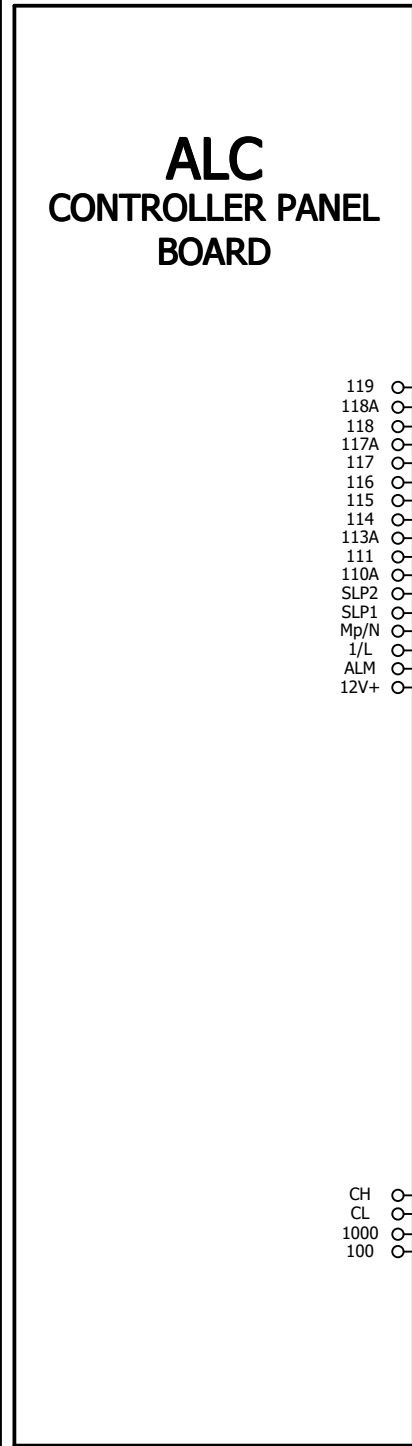 ALC
CONTROLLER PANEL
BOARD
119
118A
118
117A
117
116
115
114
113A
111
110A
SLP2
SLP1
Mp/N
1/L
ALM
12V+
CH
CL
1000
100